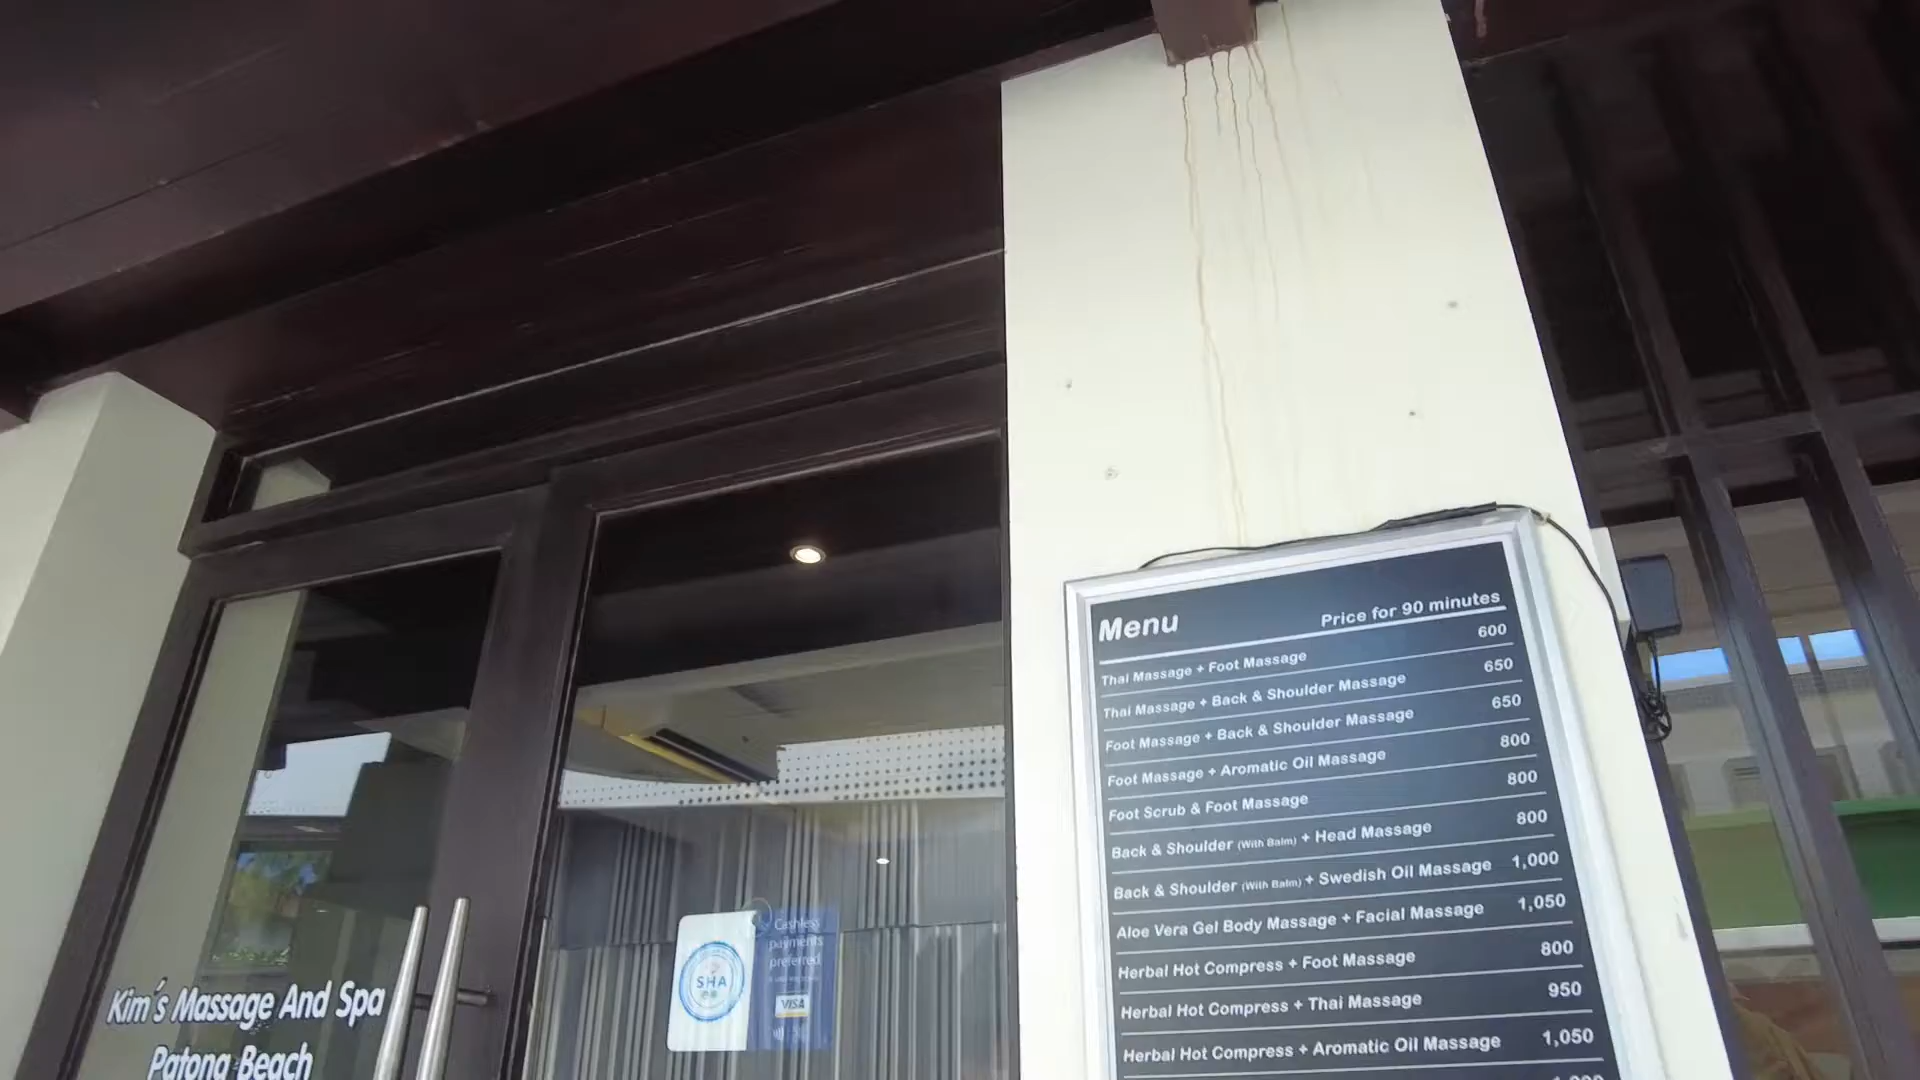 Menu Price for 90 minutes
Thai Massage + Foot Massage 600
Thai Massage + Back & Shoulder Massage 650
Foot Massage + Back & Shoulder Massage 650
Foot Massage + Aromatic Oil Massage 800
Foot Scrub & Foot Massage 800
Back & Shoulder (With Balm) + Head Massage 800
Back & Shoulder (With Balm) + Swedish Oil Massage 1,000
Aloe Vera Gel Body Massage + Facial Massage 1,050
Herbal Hot Compress + Foot Massage 800
Herbal Hot Compress + Thai Massage 950
Herbal Hot Compress + Aromatic Oil Massage 1,050
Cashless
payments
preferred
VISA
SHA
Kim's Massage And Spa
Patong Beach